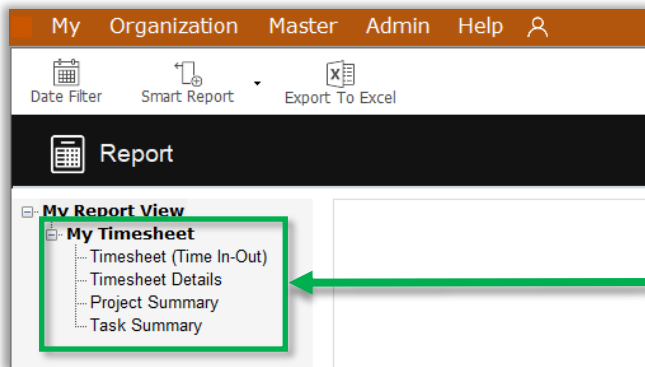 My Organization Master Admin Help
Date Filter Smart Report Export To Excel
Report
My Report View
My Timesheet
Timesheet (Time In-Out)
Timesheet Details
Project Summary
Task Summary